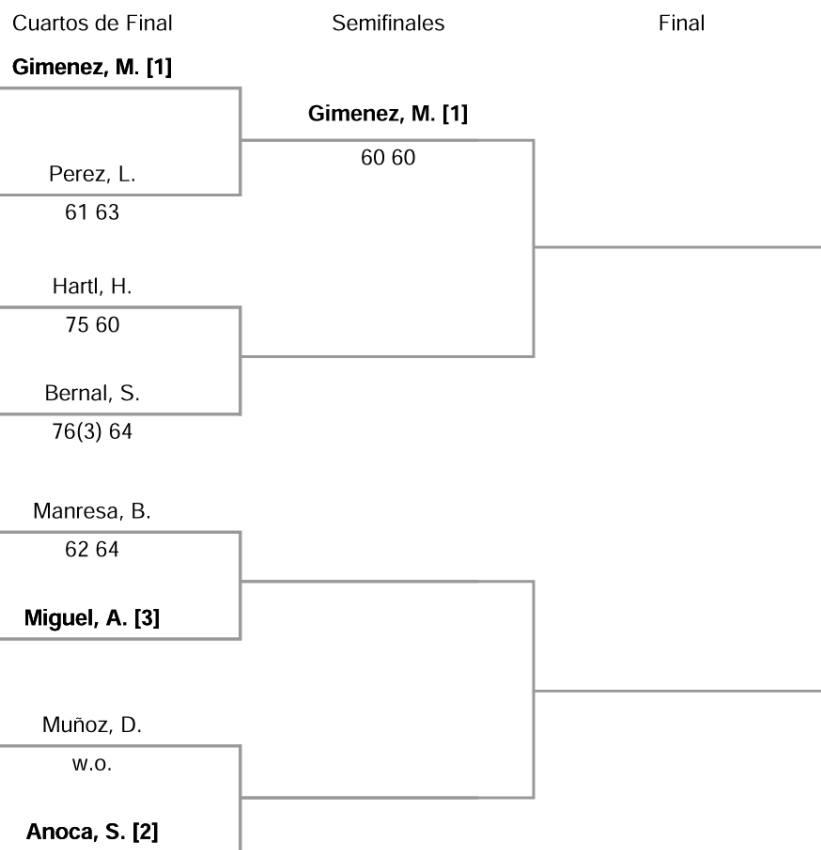 Cuartos de Final
Semifinales
Final
Gimenez, M. [1]
Gimenez, M. [1]
60 60
Perez, L.
61 63
Hartl, H.
75 60
Bernal, S.
76(3) 64
Manresa, B.
62 64
Miguel, A. [3]
Muñoz, D.
w.o.
Anoca, S. [2]